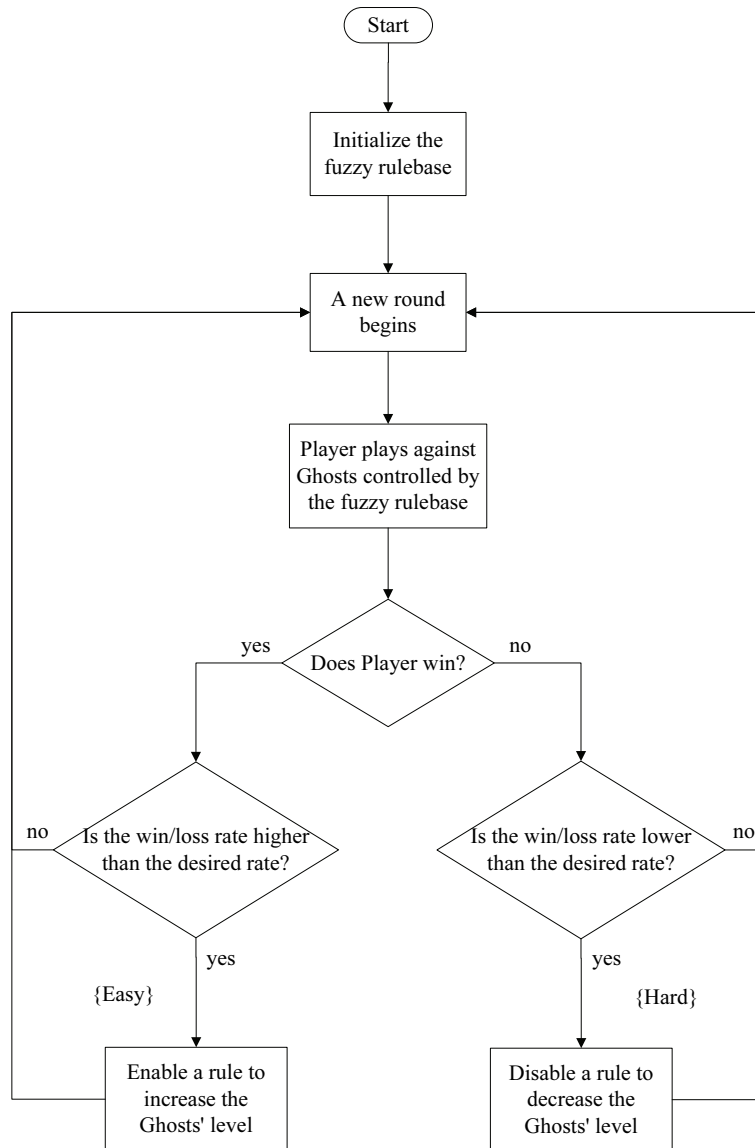 Start
Initialize the
fuzzy rulebase
A new round
begins
Player plays against
Ghosts controlled by
the fuzzy rulebase
yes
Does Player win?
no
no
Is the win/loss rate higher
than the desired rate?
Is the win/loss rate lower
than the desired rate?
no
yes
{Easy}
yes
{Hard}
Enable a rule to
increase the
Ghosts' level
Disable a rule to
decrease the
Ghosts' level